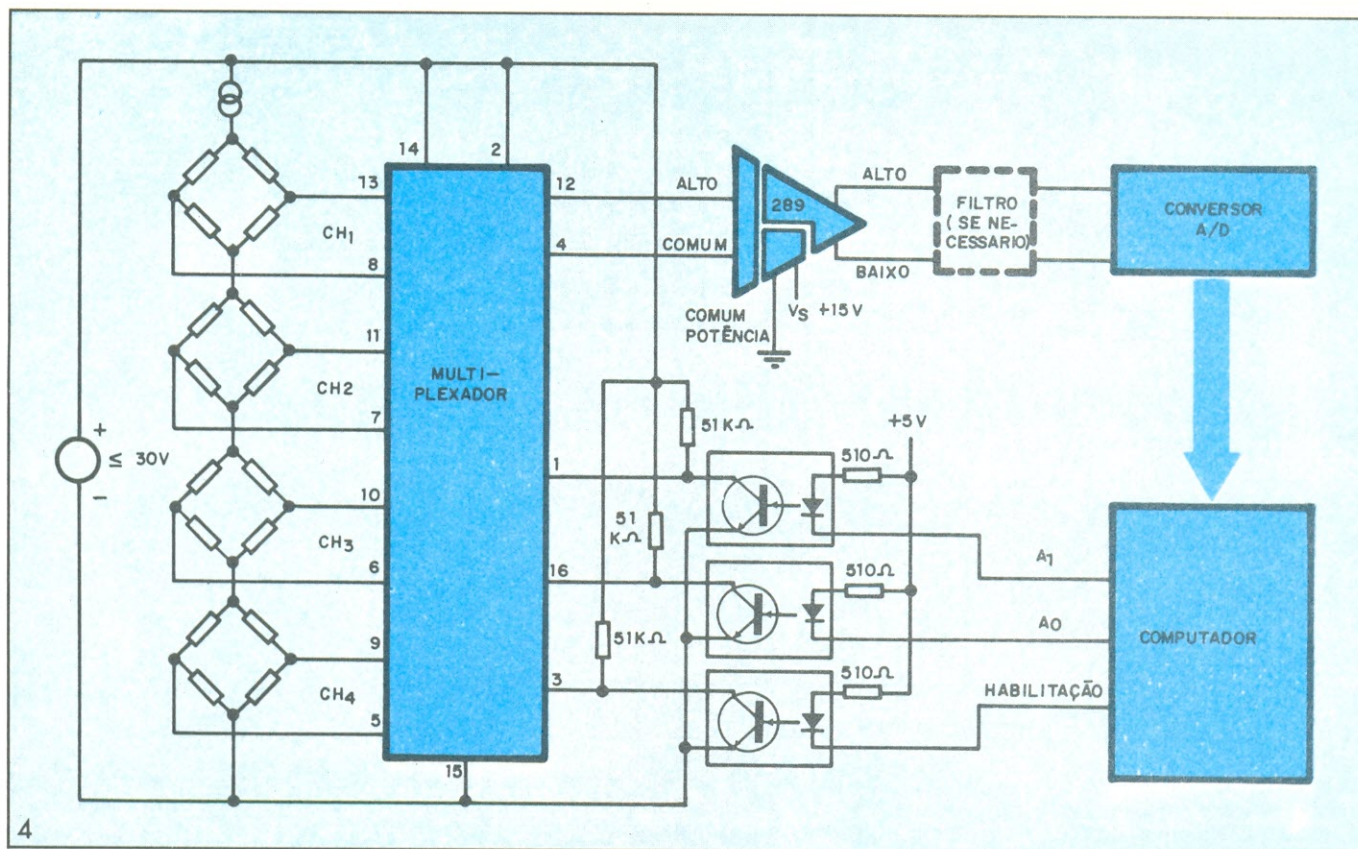 14
2
13
12
ALTO
289
ALTO
FILTRO
( SE NE-
CESSARIO)
CONVERSOR
A/D
CH1
8
4
COMUM
BAIXO
COMUM
POTÊNCIA
VS +15V
11
CH2
7
MULTI-
PLEXADOR
+
≤ 30V
-
51KΩ
+5V
510Ω
1
10
CH3
6
51
KΩ
16
A1
510Ω
9
CH4
5
51KΩ
3
A0
COMPUTADOR
510Ω
HABILITAÇÃO
15
4